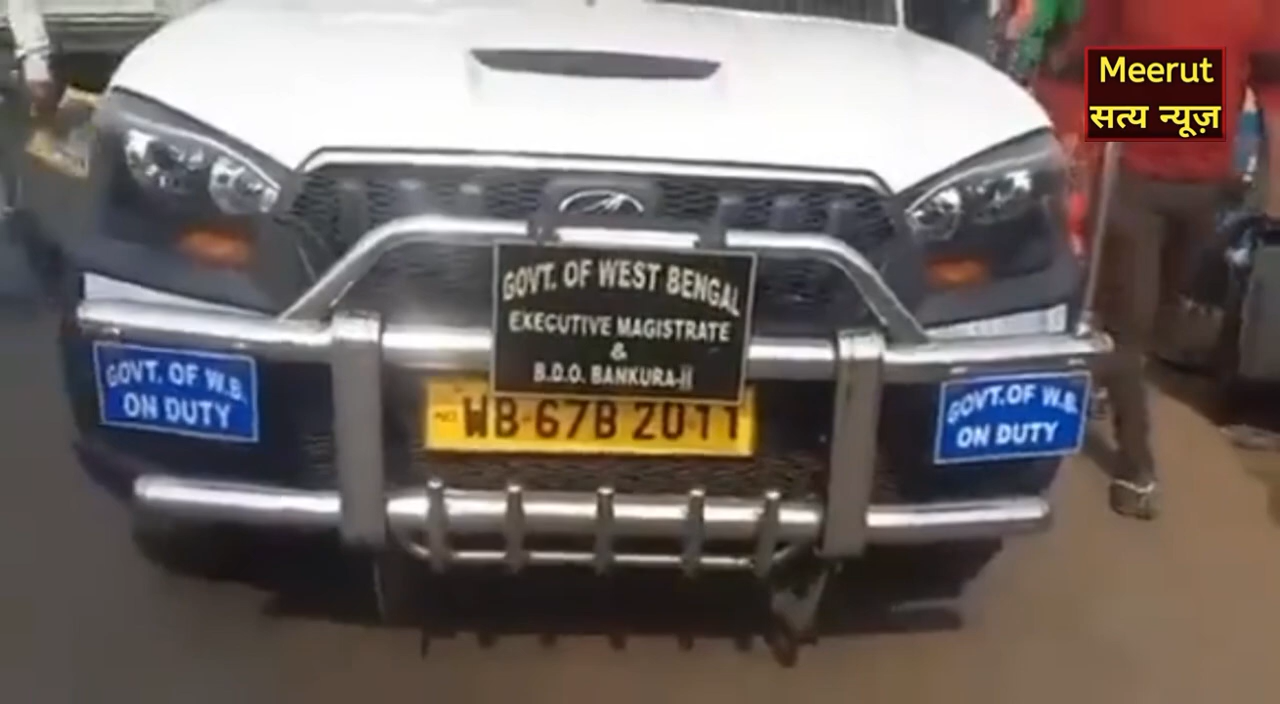 Meerut
सत्य न्यूज़
GOVT. OF WEST BENGAL
EXECUTIVE MAGISTRATE
&
B.D.O. BANKURA-II
GOVT. OF W.B.
ON DUTY
WB-67B 2011
GOVT.OF W.B.
ON DUTY